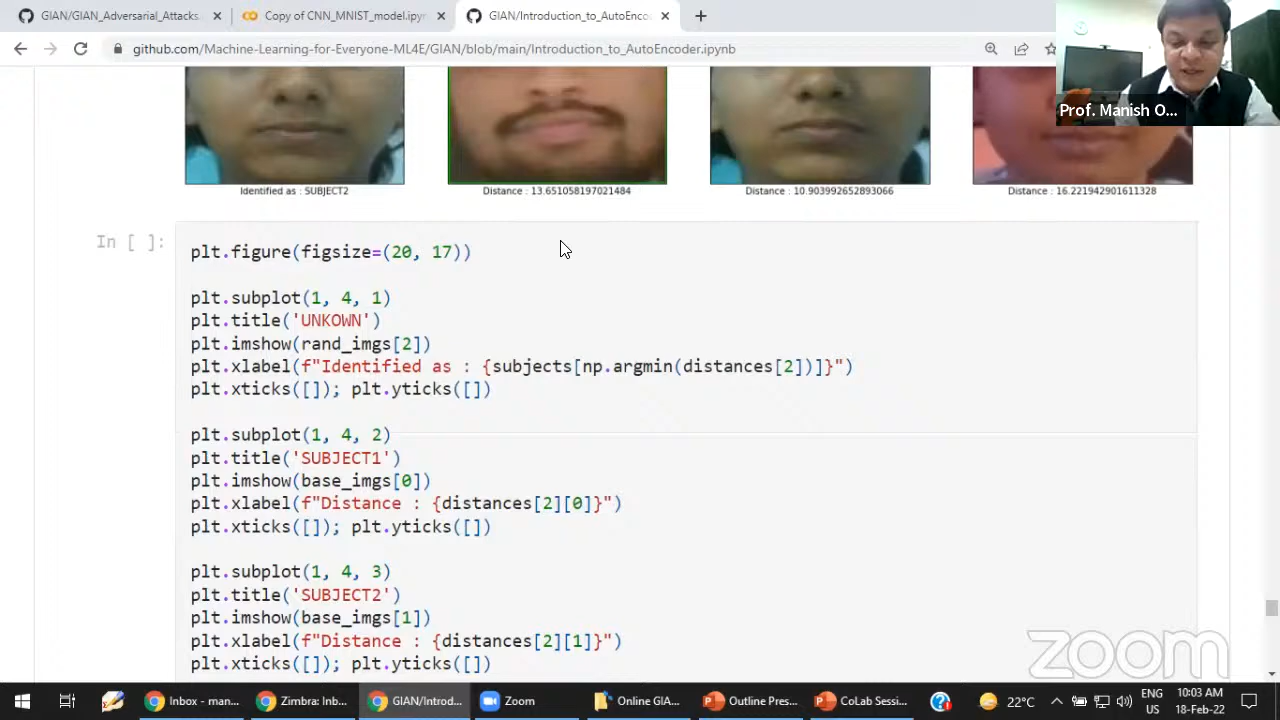 GIAN/GIAN_Adversarial_Attacks.
Copy of CNN_MNIST_model.ipyn
GIAN/Introduction_to_AutoEnco
github.com/Machine-Learning-for-Everyone-ML4E/GIAN/blob/main/Introduction_to_AutoEncoder.ipynb
Prof. Manish O...
Identified as : SUBJECT2
Distance : 13.651058197021484
Distance : 10.903992652893066
Distance : 16.221942901611328
In [ ]:
plt.figure(figsize=(20, 17))
plt.subplot(1, 4, 1)
plt.title('UNKOWN')
plt.imshow(rand_imgs[2])
plt.xlabel(f"Identified as : {subjects[np.argmin(distances[2])]}")
plt.xticks([]); plt.yticks([])
plt.subplot(1, 4, 2)
plt.title('SUBJECT1')
plt.imshow(base_imgs[0])
plt.xlabel(f"Distance : {distances[2][0]}")
plt.xticks([]); plt.yticks([])
plt.subplot(1, 4, 3)
plt.title('SUBJECT2')
plt.imshow(base_imgs[1])
plt.xlabel(f"Distance : {distances[2][1]}")
plt.xticks([]); plt.yticks([])
zoom
Inbox - man...
Zimbra: Inb...
GIAN/Introd...
Zoom
Online GIA...
Outline Pres...
CoLab Sessi...
22°C
ENG
US
10:03 AM
18-Feb-22